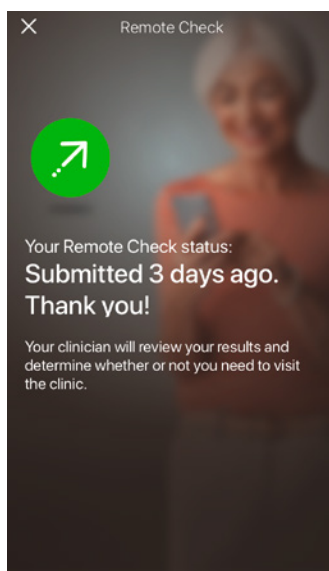 Remote Check
Your Remote Check status:
Submitted 3 days ago.
Thank you!
Your clinician will review your results and
determine whether or not you need to visit
the clinic.